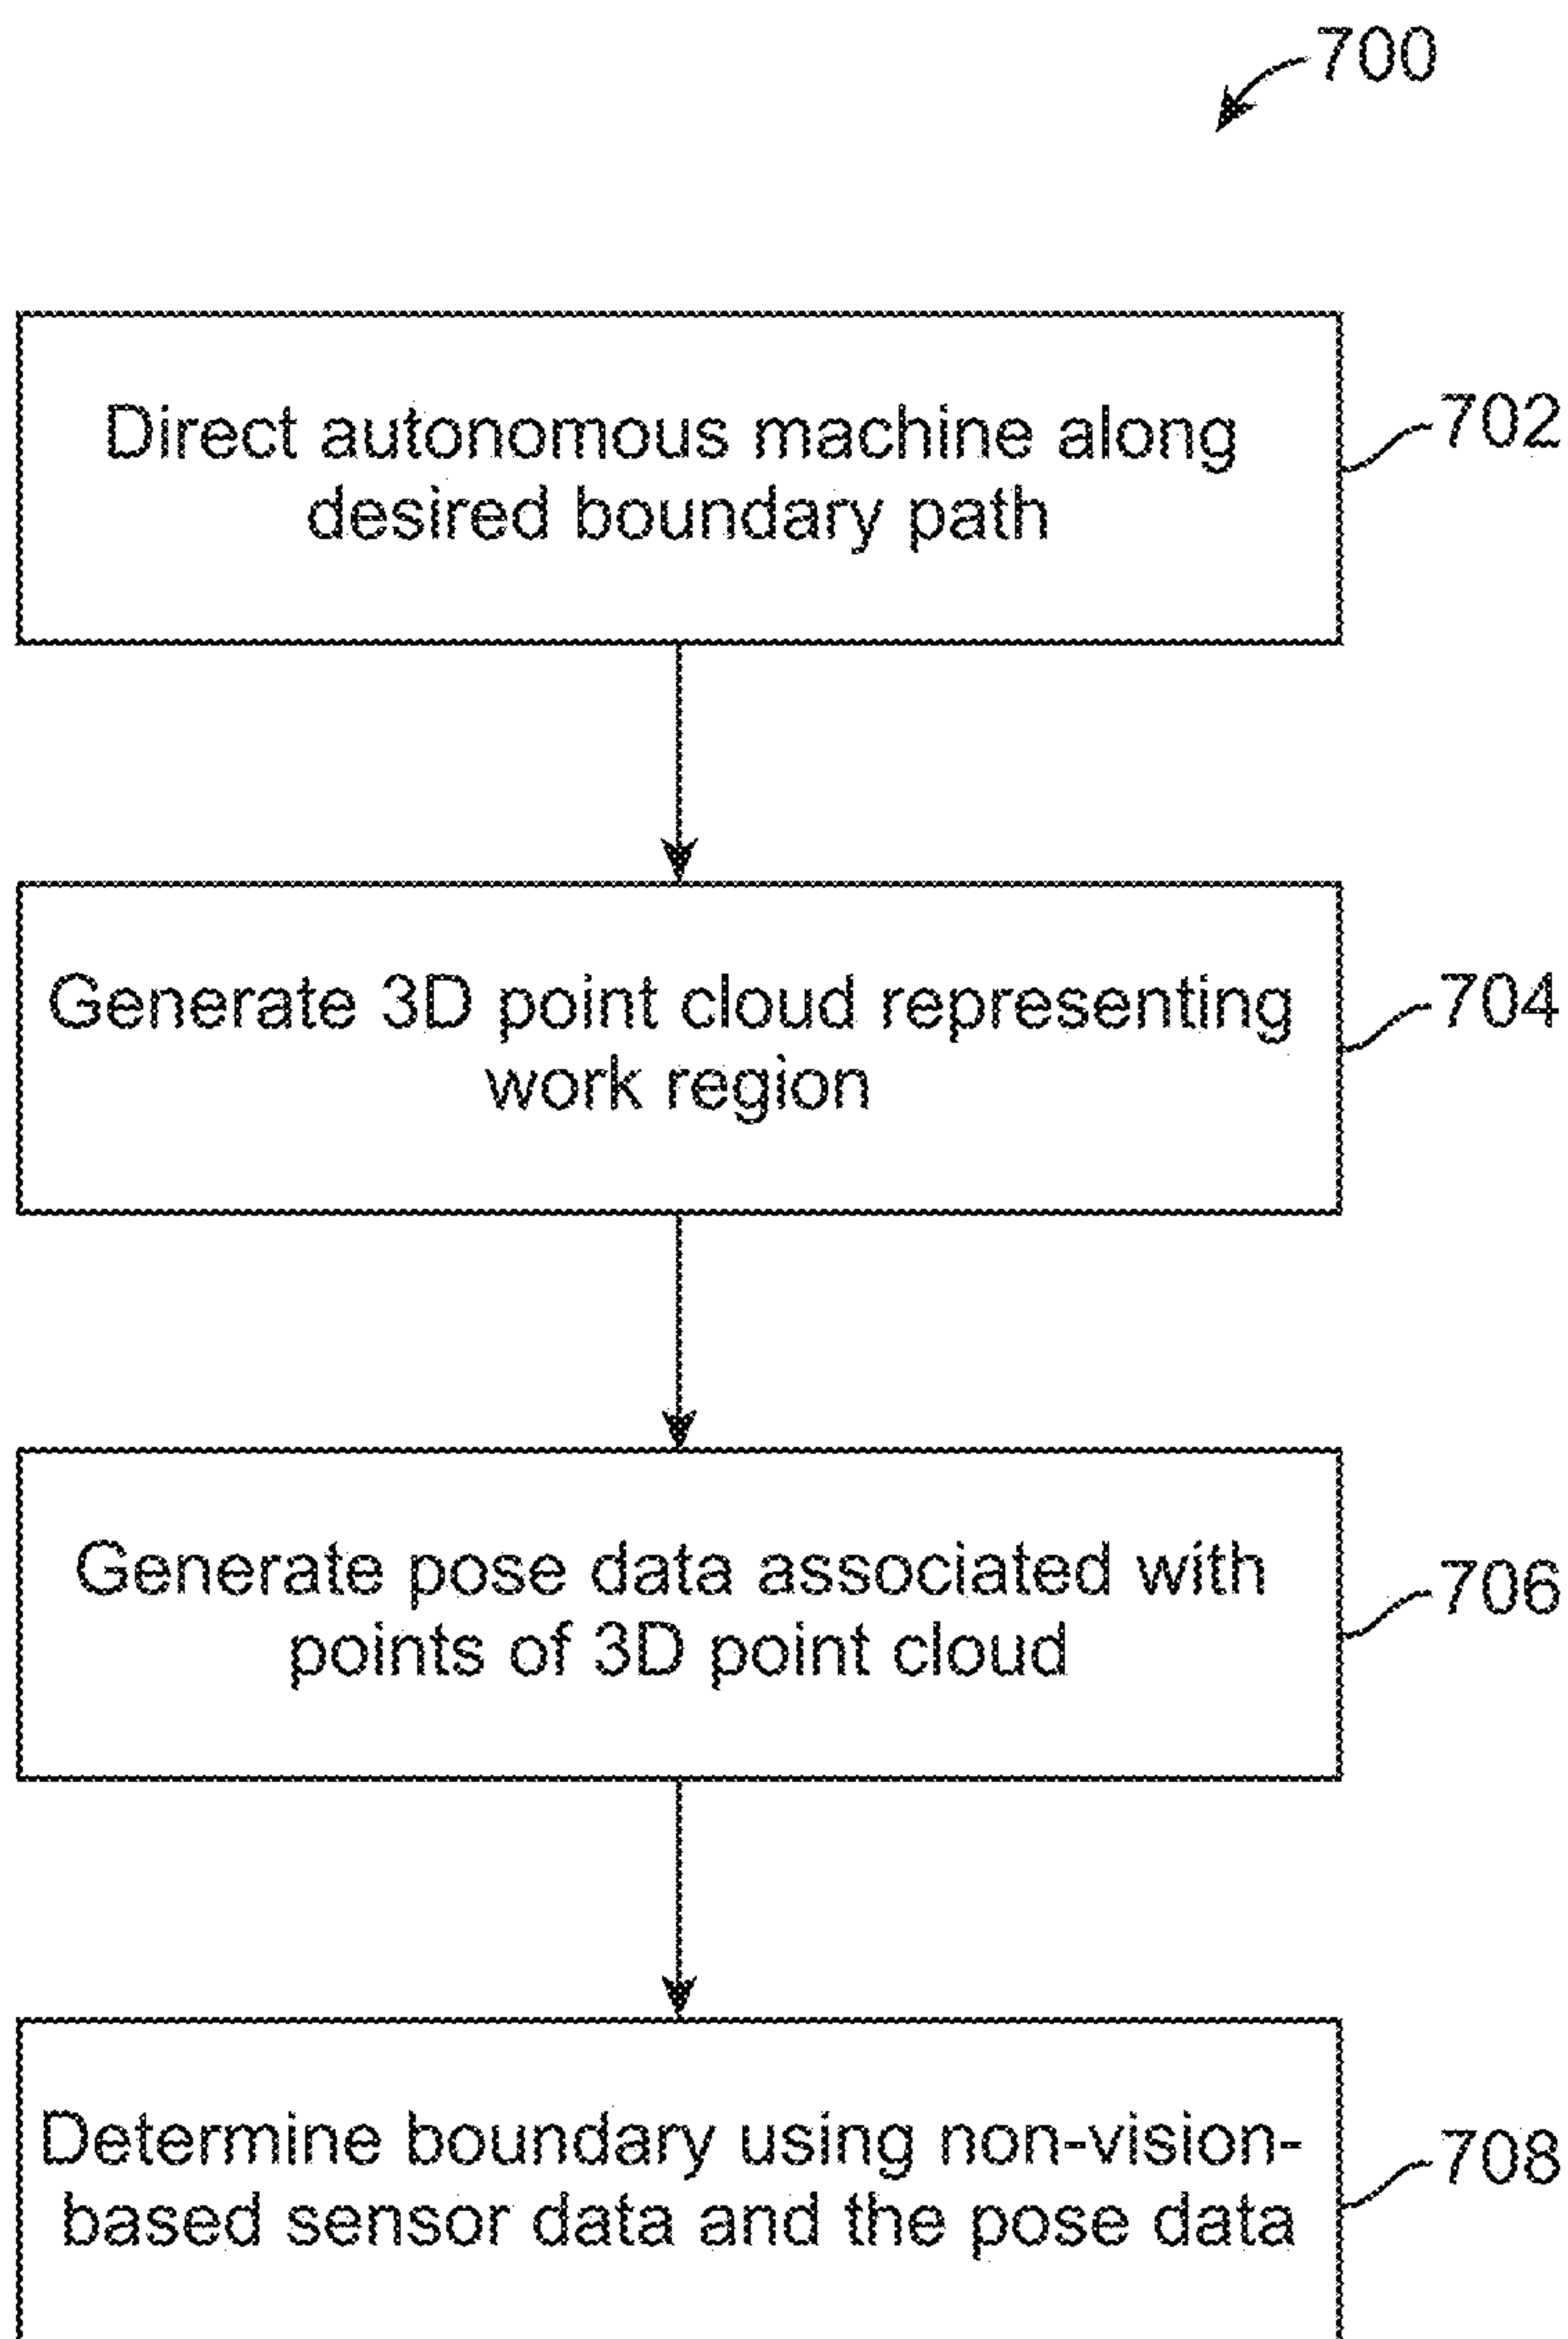 700
Direct autonomous machine along
desired boundary path
702
Generate 3D point cloud representing
work region
704
Generate pose data associated with
points of 3D point cloud
706
Determine boundary using non-vision-
based sensor data and the pose data
708